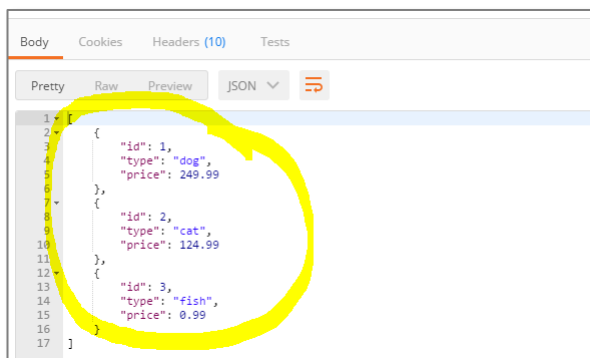 Body Cookies Headers (10) Tests
Pretty Raw Preview JSON
1 [
2 {
3 "id": 1,
4 "type": "dog",
5 "price": 249.99
6 },
7 {
8 "id": 2,
9 "type": "cat",
10 "price": 124.99
11 },
12 {
13 "id": 3,
14 "type": "fish",
15 "price": 0.99
16 }
17 ]